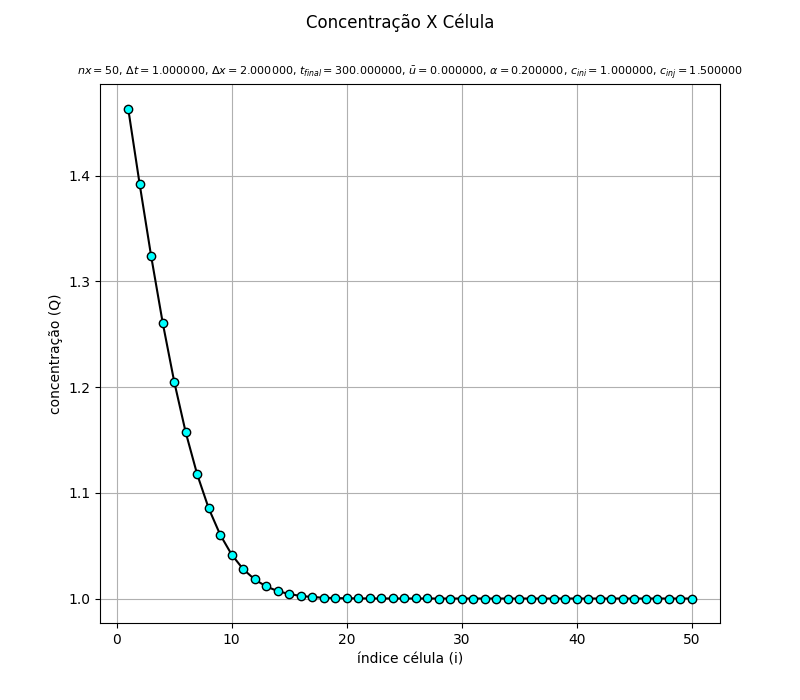 Concentração X Célula
nx = 50, Δt = 1.000000, Δx = 2.000000, t_final = 300.000000, ū = 0.000000, α = 0.200000, c_ini = 1.000000, c_inj = 1.500000
1.4
1.3
1.2
1.1
1.0
concentração (Q)
0 10 20 30 40 50
índice célula (i)